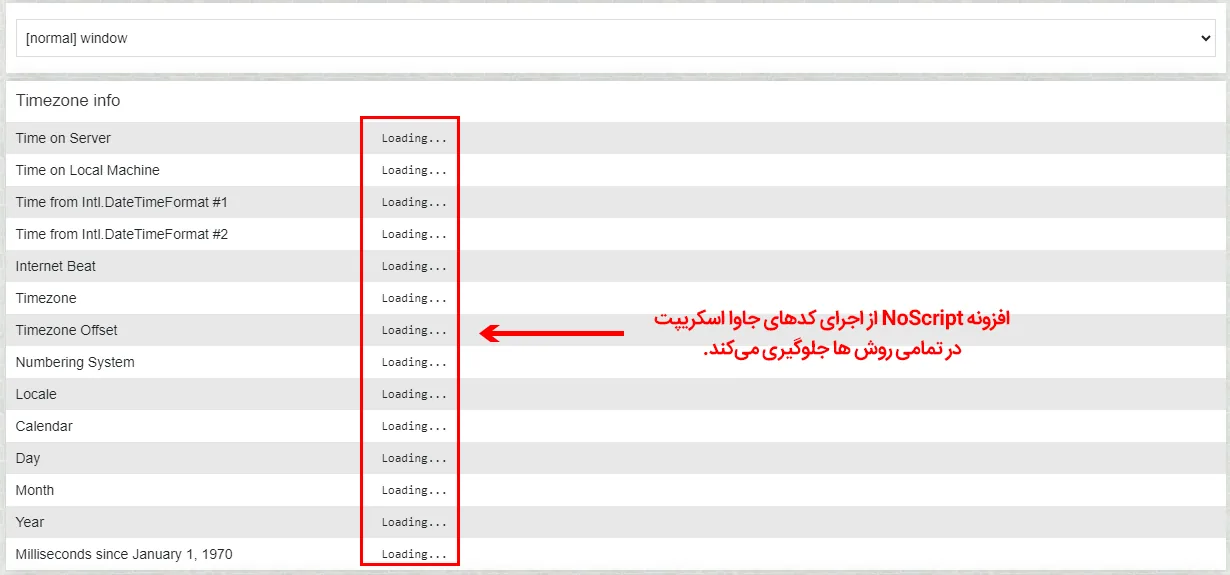 [normal] window
Timezone info
Time on Server Loading...
Time on Local Machine Loading...
Time from Intl.DateTimeFormat #1 Loading...
Time from Intl.DateTimeFormat #2 Loading...
Internet Beat Loading...
Timezone Loading...
افزونه NoScript از اجرای کدهای جاوا اسکریپت
Timezone Offset Loading...
در تمامی روش ها جلوگیری می‌کند.
Numbering System Loading...
Locale Loading...
Calendar Loading...
Day Loading...
Month Loading...
Year Loading...
Milliseconds since January 1, 1970 Loading...